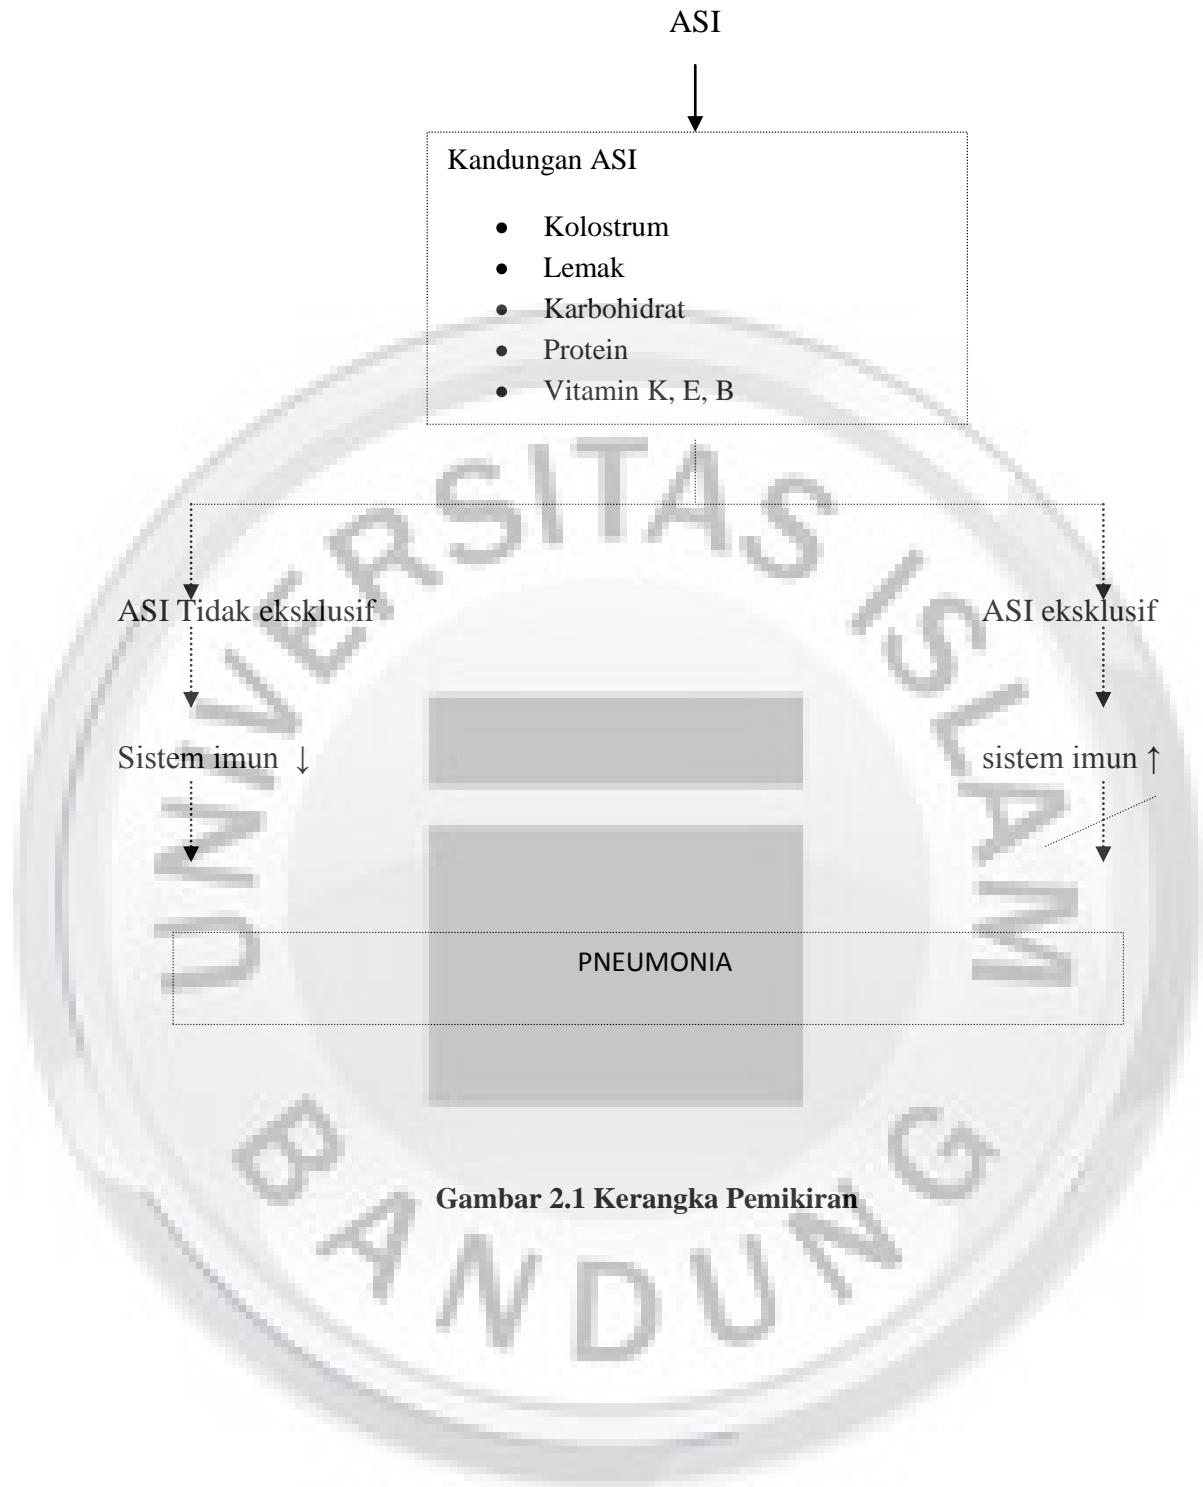 ASI
Kandungan ASI
• Kolostrum
• Lemak
• Karbohidrat
• Protein
• Vitamin K, E, B
ASI Tidak eksklusif
ASI eksklusif
Sistem imun ↓
sistem imun ↑
PNEUMONIA
Gambar 2.1 Kerangka Pemikiran
UNIVERSITAS ISLAM
BANDUNG